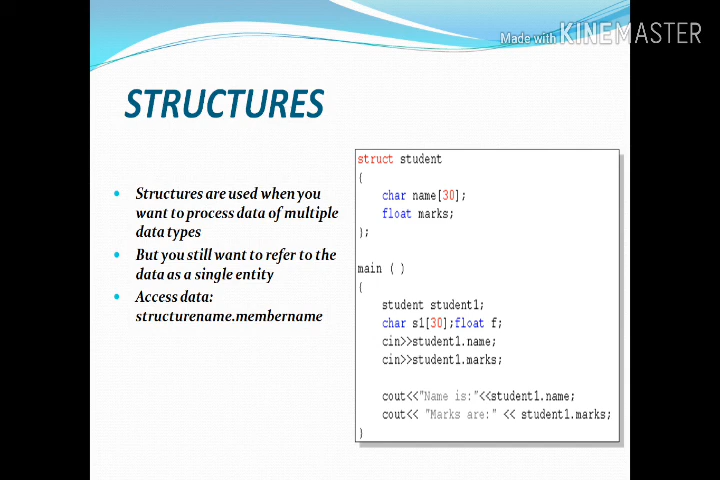 Made with KINEMASTER
STRUCTURES
• Structures are used when you
want to process data of multiple
data types
• But you still want to refer to the
data as a single entity
• Access data:
structurename.membername
struct student
{
char name[30];
float marks;
};
main ( )
{
student student1;
char s1[30];float f;
cin>>student1.name;
cin>>student1.marks;
cout<<"Name is:"<<student1.name;
cout<< "Marks are:" << student1.marks;
}